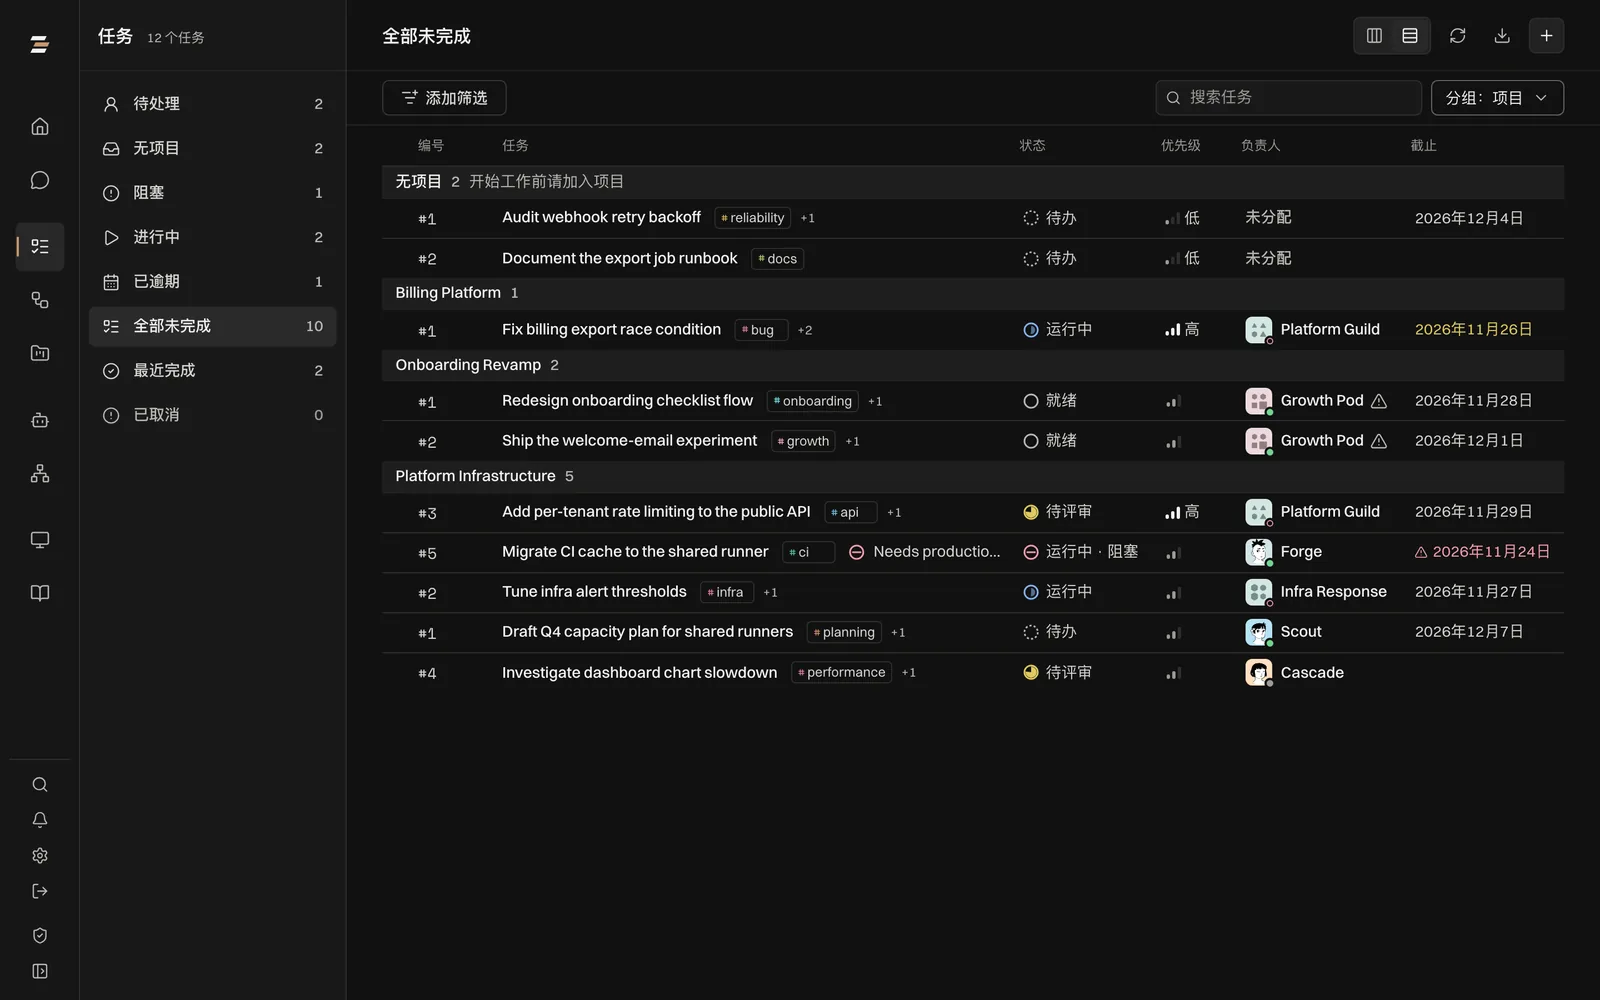 任务 12 个任务
待处理 2
无项目 2
阻塞 1
进行中 2
已逾期 1
全部未完成 10
最近完成 2
已取消 0
全部未完成
添加筛选
搜索任务
分组：项目
编号 任务 状态 优先级 负责人 截止
无项目 2 开始工作前请加入项目
#1 Audit webhook retry backoff #reliability +1 待办 低 未分配 2026年12月4日
#2 Document the export job runbook #docs 待办 低 未分配
Billing Platform 1
#1 Fix billing export race condition #bug +2 运行中 高 Platform Guild 2026年11月26日
Onboarding Revamp 2
#1 Redesign onboarding checklist flow #onboarding +1 就绪 Growth Pod 2026年11月28日
#2 Ship the welcome-email experiment #growth +1 就绪 Growth Pod 2026年12月1日
Platform Infrastructure 5
#3 Add per-tenant rate limiting to the public API #api +1 待评审 高 Platform Guild 2026年11月29日
#5 Migrate CI cache to the shared runner #ci Needs productio... 运行中 · 阻塞 Forge 2026年11月24日
#2 Tune infra alert thresholds #infra +1 运行中 Infra Response 2026年11月27日
#1 Draft Q4 capacity plan for shared runners #planning +1 待办 Scout 2026年12月7日
#4 Investigate dashboard chart slowdown #performance +1 待评审 Cascade